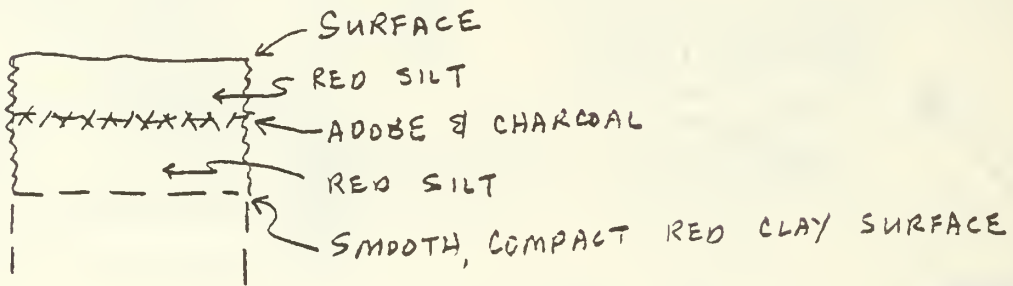 SURFACE
RED SILT
ADOBE & CHARCOAL
RED SILT
SMOOTH, COMPACT RED CLAY SURFACE